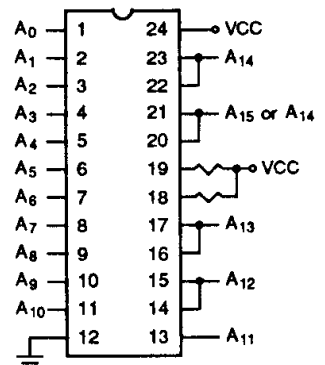 A0 1 24 VCC
A1 2 23 A14
A2 3 22
A3 4 21 A15 or A14
A4 5 20
A5 6 19 VCC
A6 7 18
A7 8 17 A13
A8 9 16
A9 10 15 A12
A10 11 14
12 13 A11